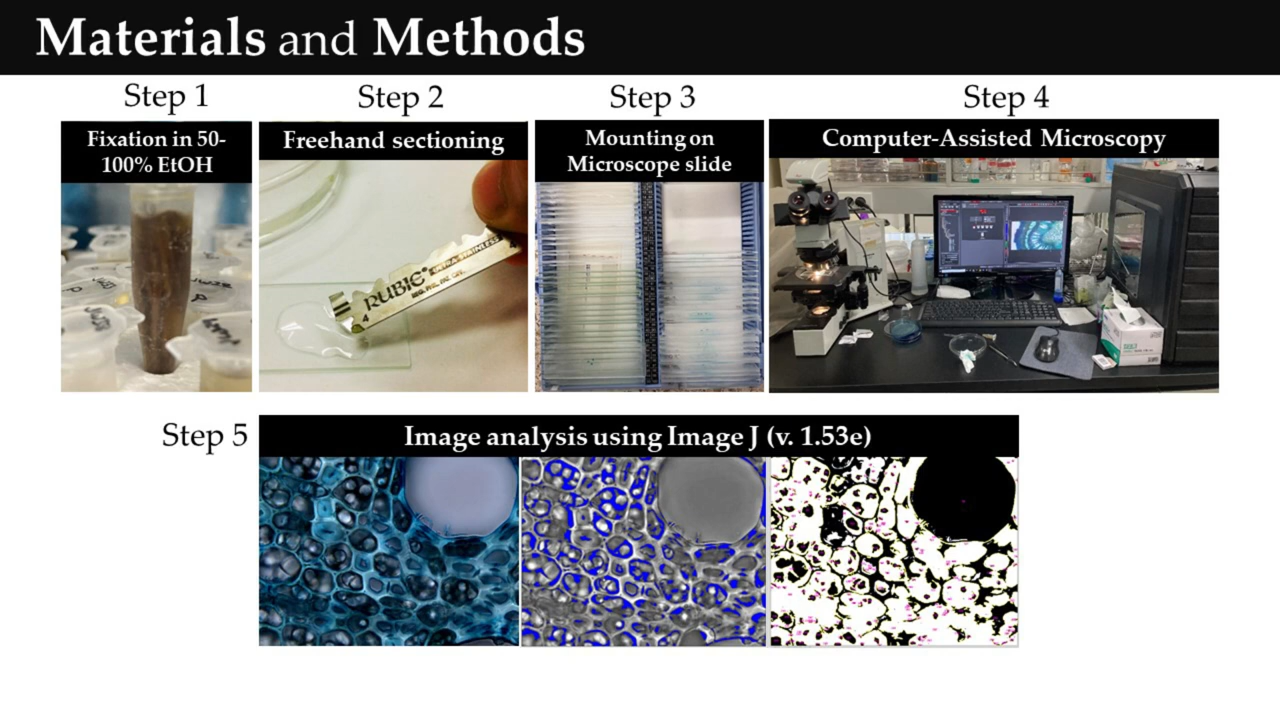 Materials and Methods
Step 1
Step 2
Step 3
Step 4
Fixation in 50-
100% EtOH
Freehand sectioning
Mounting on
Microscope slide
Computer-Assisted Microscopy
RUBIE
4
Step 5
Image analysis using Image J (v. 1.53e)